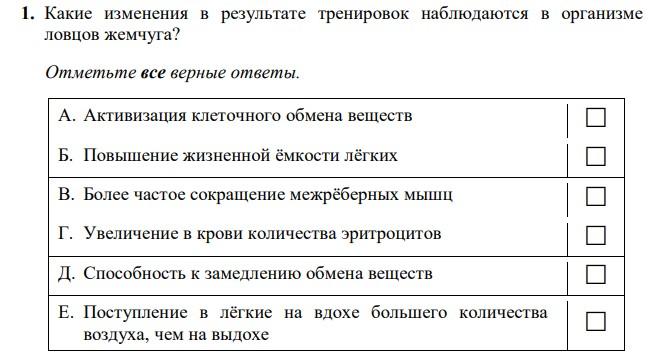 1. Какие изменения в результате тренировок наблюдаются в организме
ловцов жемчуга?
Отметьте все верные ответы.
А. Активизация клеточного обмена веществ
Б. Повышение жизненной ёмкости лёгких
В. Более частое сокращение межрёберных мышц
Г. Увеличение в крови количества эритроцитов
Д. Способность к замедлению обмена веществ
Е. Поступление в лёгкие на вдохе большего количества
воздуха, чем на выдохе